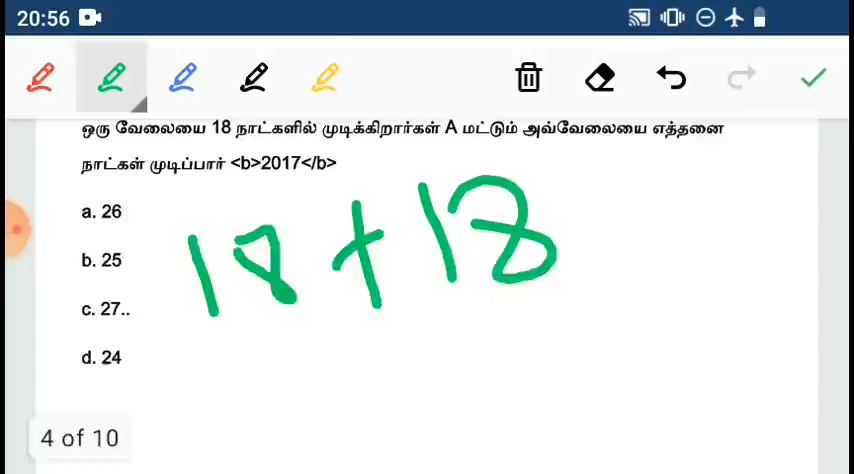 20:56
ஒரு வேலையை 18 நாட்களில் முடிக்கிறார்கள் A மட்டும் அவ்வேலையை எத்தனை
நாட்கள் முடிப்பார் <b>2017</b>
a. 26
b. 25
18 + 18
c. 27..
d. 24
4 of 10